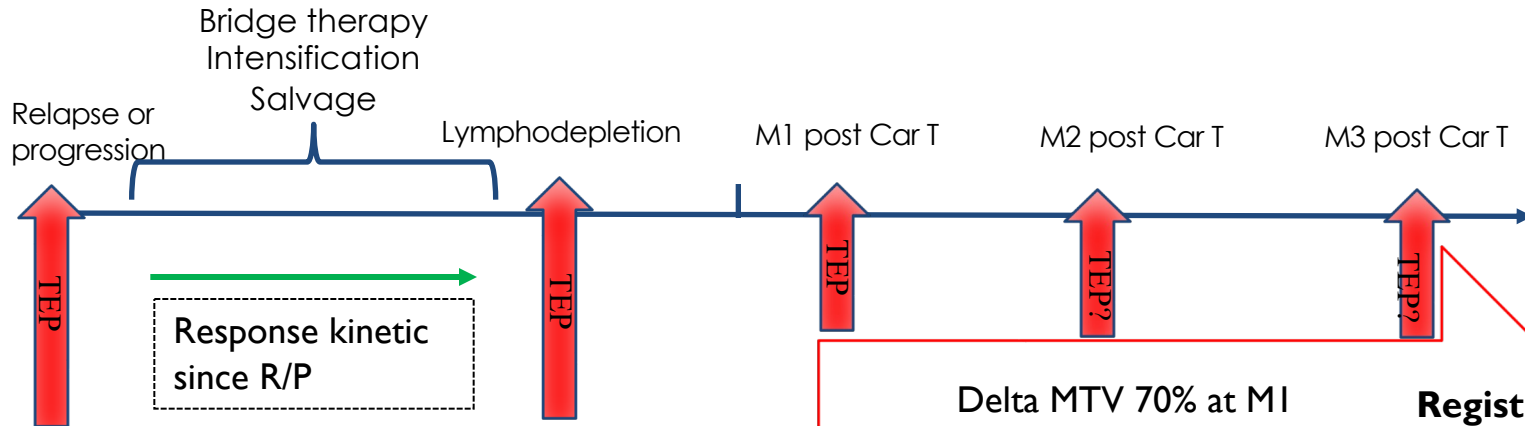 Bridge therapy
Intensification
Salvage
Relapse or
progression
Lymphodepletion
M1 post Car T
M2 post Car T
M3 post Car T
TEP
TEP
TEP
TEP?
TEP?
Response kinetic
since R/P
Delta MTV 70% at M1
Regist